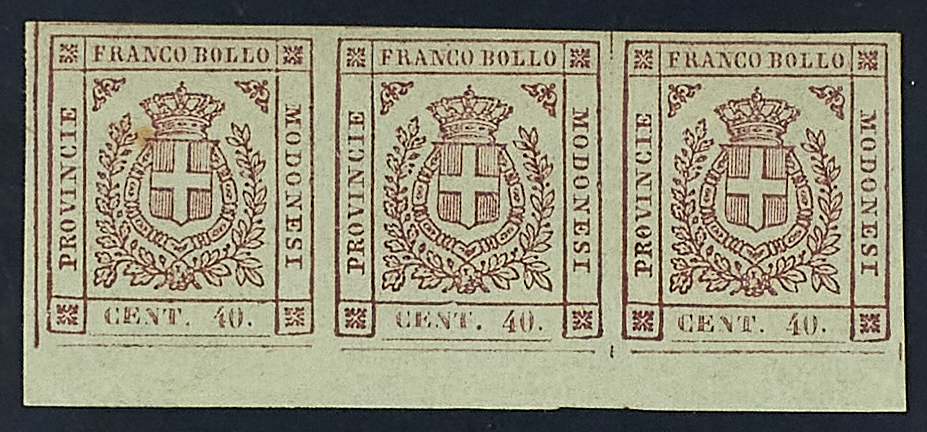 FRANCO BOLLO
PROVINCIE
MODONESI
CENT. 40.
FRANCO BOLLO
PROVINCIE
MODONESI
CENT. 40.
FRANCO BOLLO
PROVINCIE
MODONESI
CENT. 40.